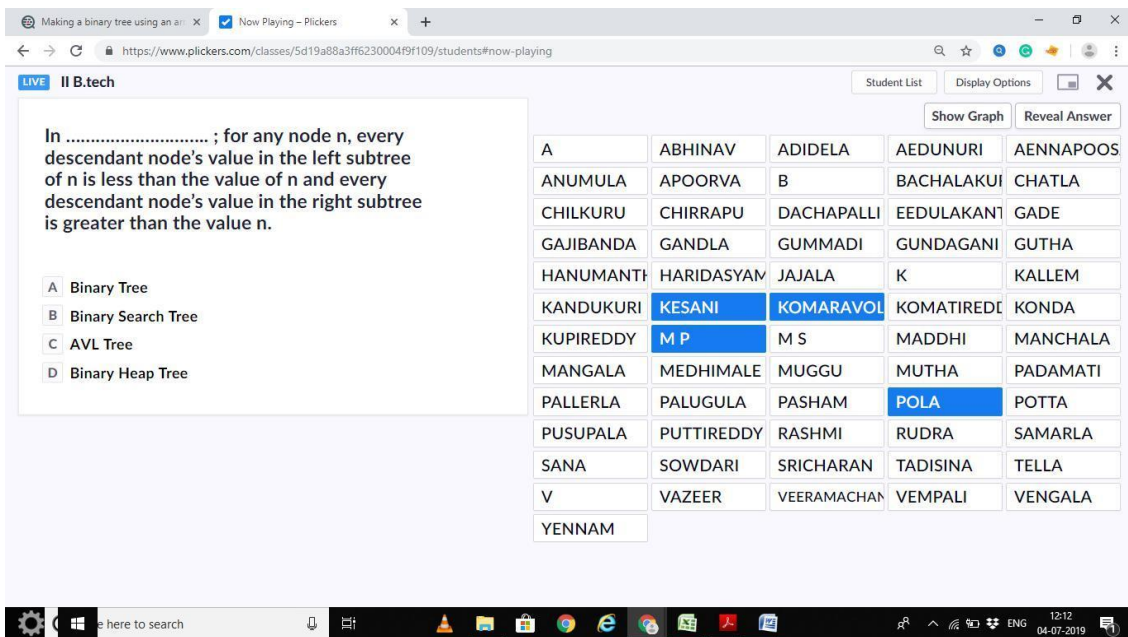 Making a binary tree using an ar
Now Playing – Plickers
https://www.plickers.com/classes/5d19a88a3ff6230004f9f109/students#now-playing
LIVE II B.tech
Student List Display Options
Show Graph Reveal Answer
In ............................. ; for any node n, every
descendant node's value in the left subtree
of n is less than the value of n and every
descendant node's value in the right subtree
is greater than the value n.
A Binary Tree
B Binary Search Tree
C AVL Tree
D Binary Heap Tree
A ABHINAV ADIDELA AEDUNURI AENNAPOOS
ANUMULA APOORVA B BACHALAKUR CHATLA
CHILKURU CHIRRAPU DACHAPALLI EEDULAKANT GADE
GAJIBANDA GANDLA GUMMADI GUNDAGANI GUTHA
HANUMANTH HARIDASYAM JAJALA K KALLEM
KANDUKURI KESANI KOMARAVOL KOMATIREDD KONDA
KUPIREDDY M P M S MADDHI MANCHALA
MANGALA MEDHIMALE MUGGU MUTHA PADAMATI
PALLERLA PALUGULA PASHAM POLA POTTA
PUSUPALA PUTTIREDDY RASHMI RUDRA SAMARLA
SANA SOWDARI SRICHARAN TADISINA TELLA
V VAZEER VEERAMACHAN VEMPALI VENGALA
YENNAM
e here to search
ENG
12:12
04-07-2019